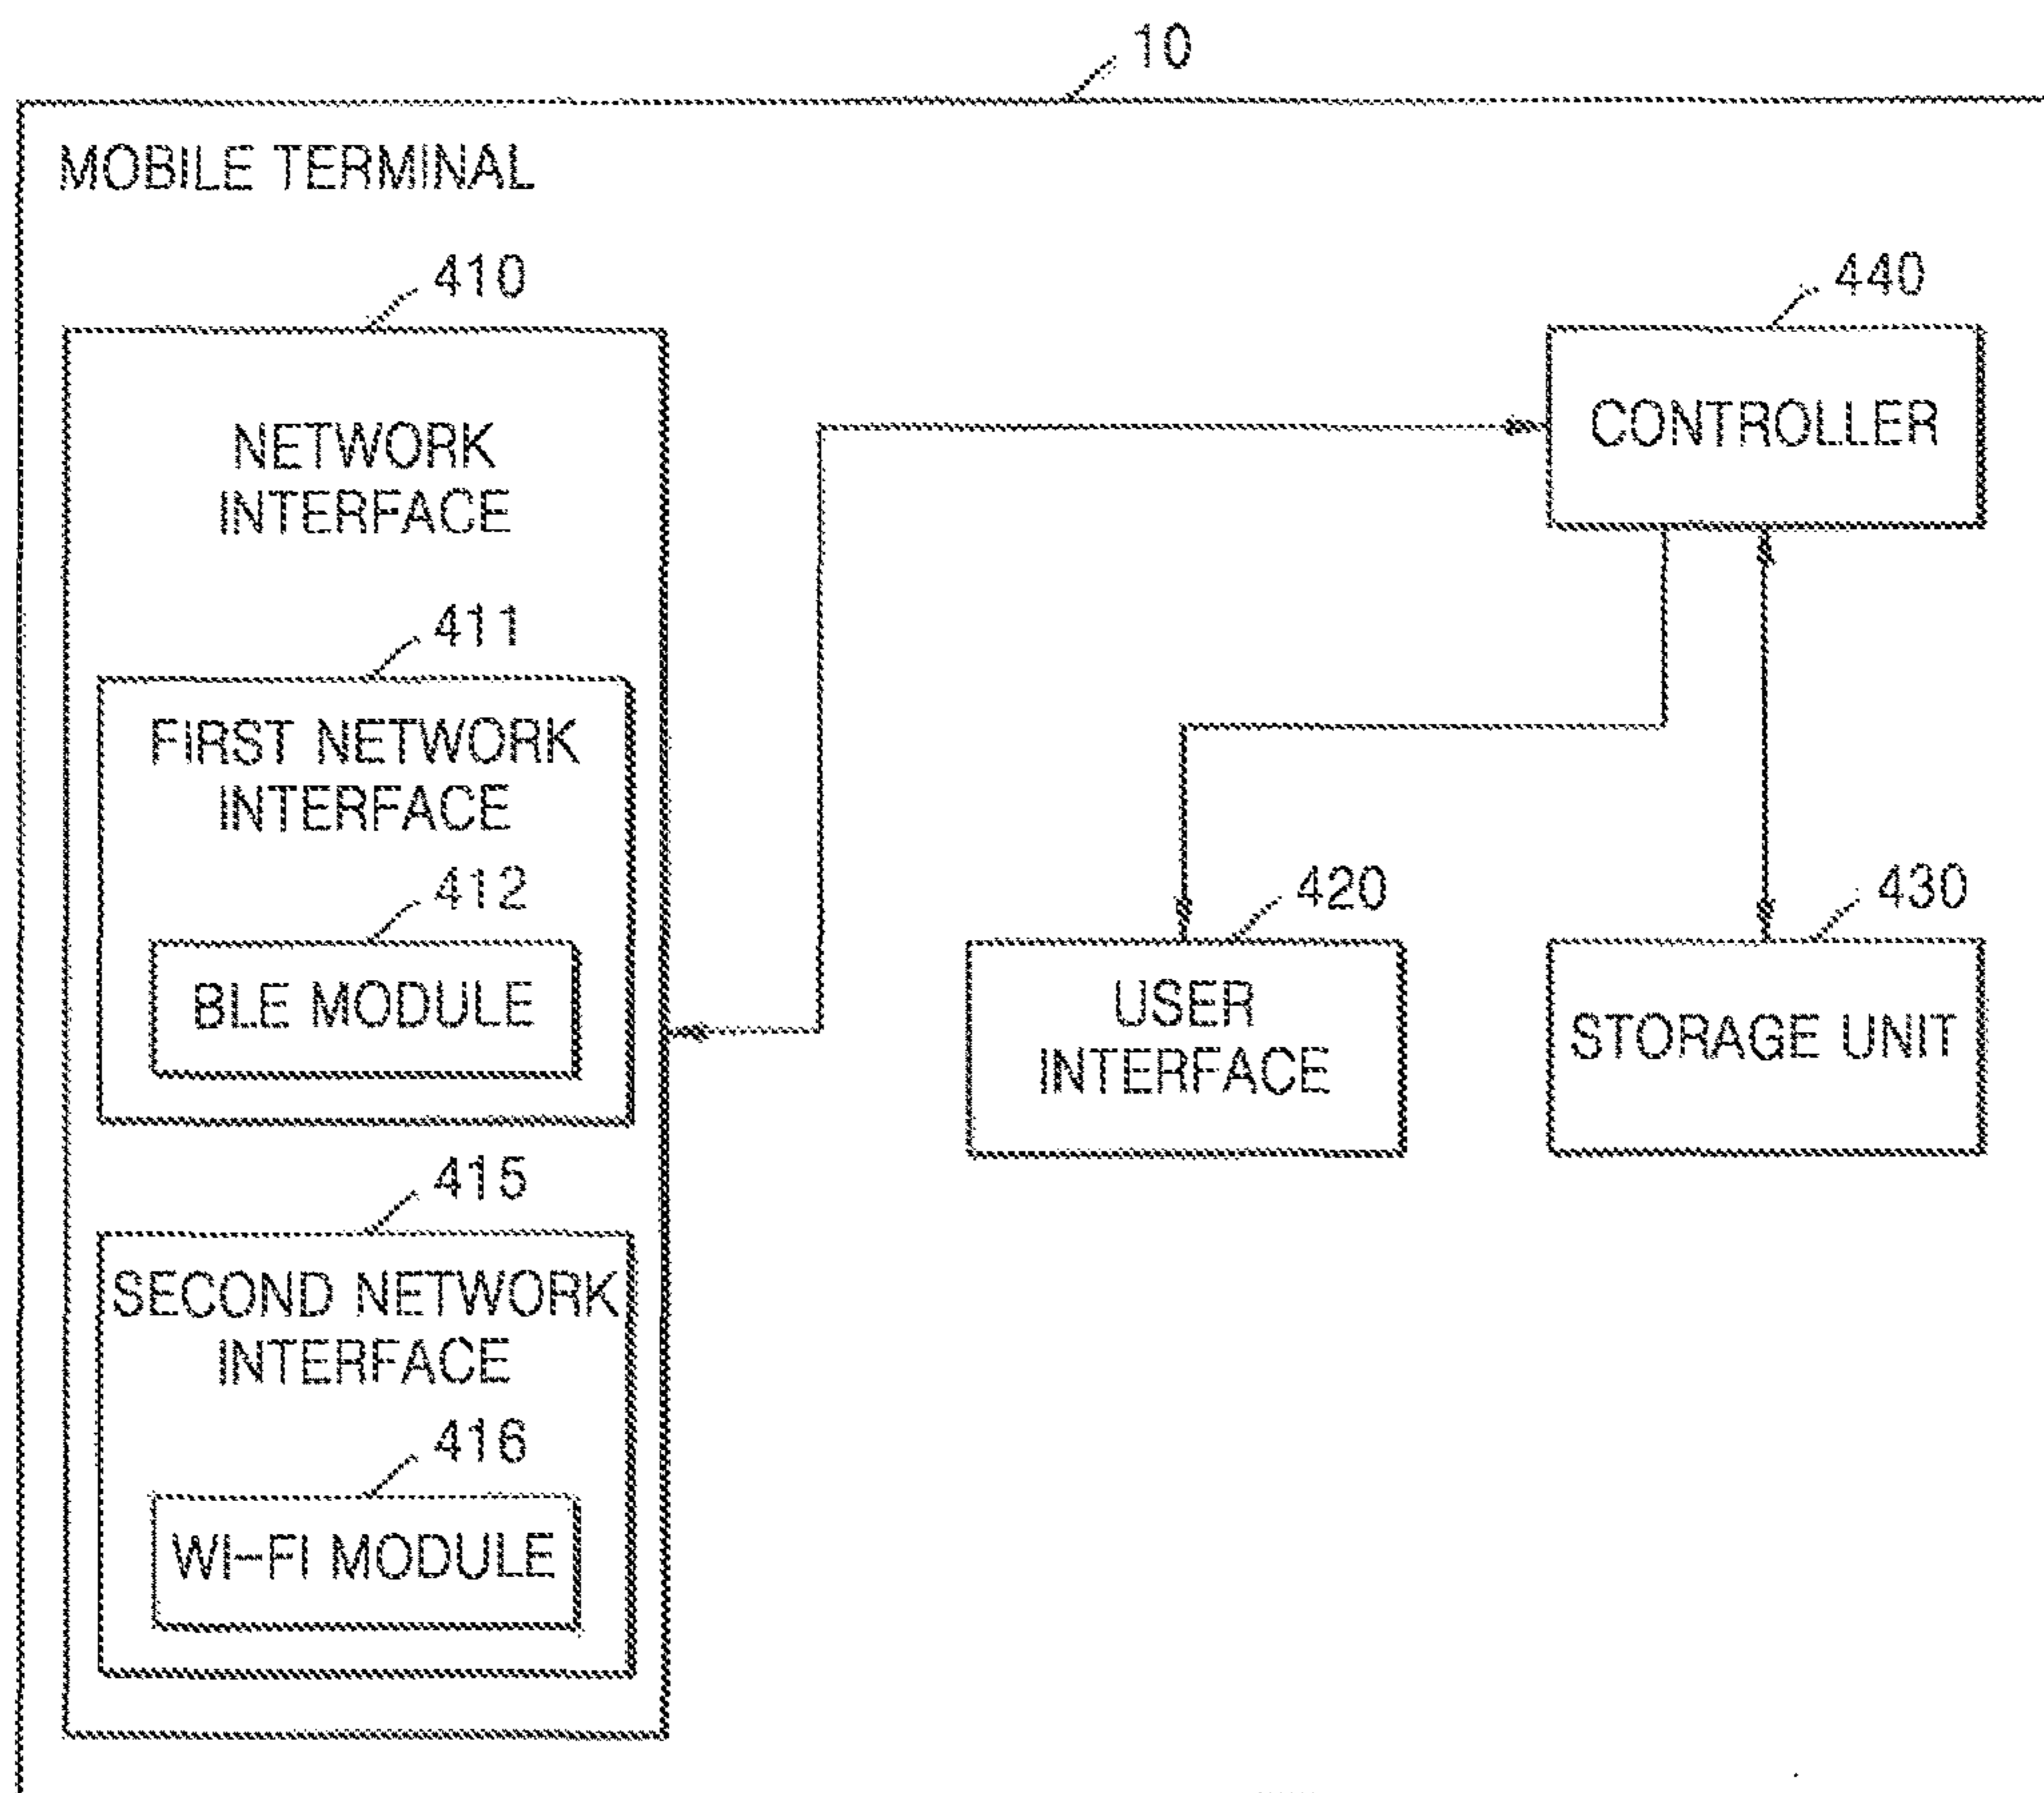 10
MOBILE TERMINAL
410
NETWORK
INTERFACE
411
FIRST NETWORK
INTERFACE
412
BLE MODULE
415
SECOND NETWORK
INTERFACE
416
WI-FI MODULE
440
CONTROLLER
420
USER
INTERFACE
430
STORAGE UNIT